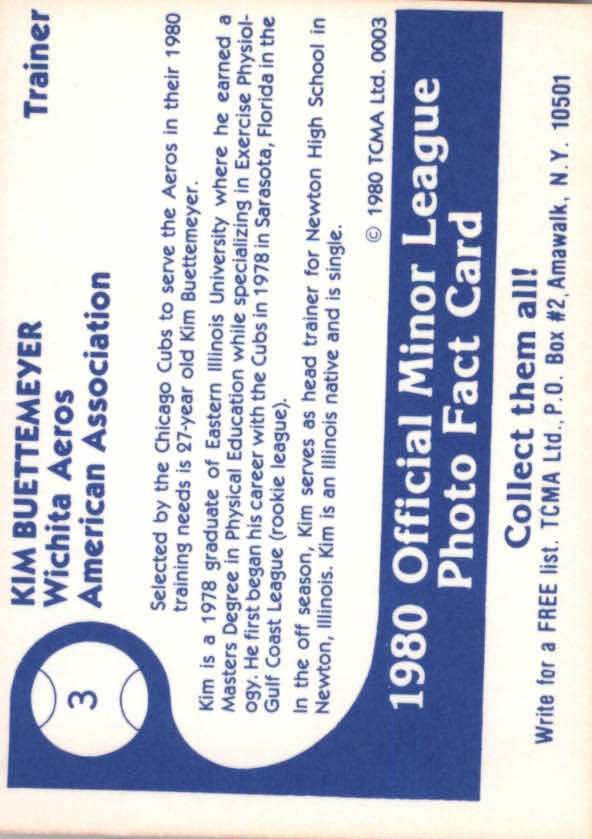 3
KIM BUETTEMEYER
Trainer
Wichita Aeros
American Association
Selected by the Chicago Cubs to serve the Aeros in their 1980
training needs is 27-year old Kim Buettemeyer.
Kim is a 1978 graduate of Eastern Illinois University where he earned a
Masters Degree in Physical Education while specializing in Exercise Physiol-
ogy. He first began his career with the Cubs in 1978 in Sarasota, Florida in the
Gulf Coast League (rookie league).
In the off season, Kim serves as head trainer for Newton High School in
Newton, Illinois. Kim is an Illinois native and is single.
© 1980 TCMA Ltd. 0003
1980 Official Minor League
Photo Fact Card
Collect them all!
Write for a FREE list. TCMA Ltd., P.O. Box #2, Amawalk, N.Y. 10501